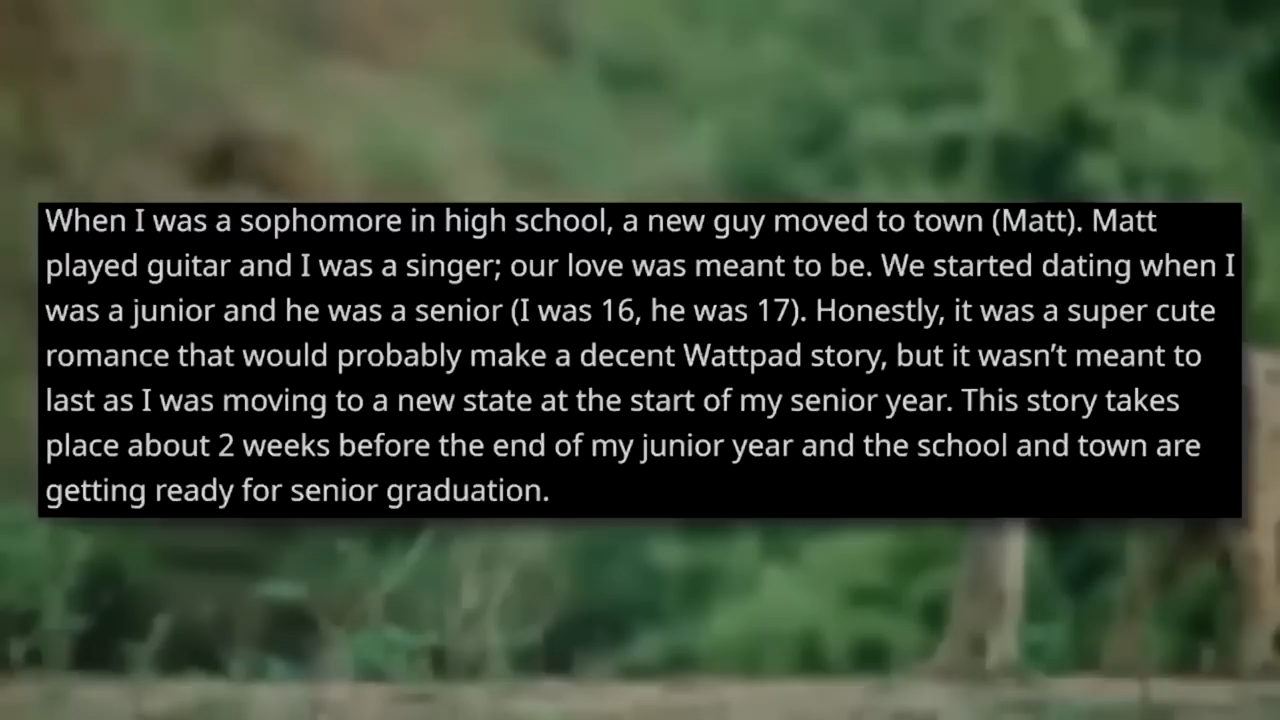 When I was a sophomore in high school, a new guy moved to town (Matt). Matt
played guitar and I was a singer; our love was meant to be. We started dating when I
was a junior and he was a senior (I was 16, he was 17). Honestly, it was a super cute
romance that would probably make a decent Wattpad story, but it wasn’t meant to
last as I was moving to a new state at the start of my senior year. This story takes
place about 2 weeks before the end of my junior year and the school and town are
getting ready for senior graduation.